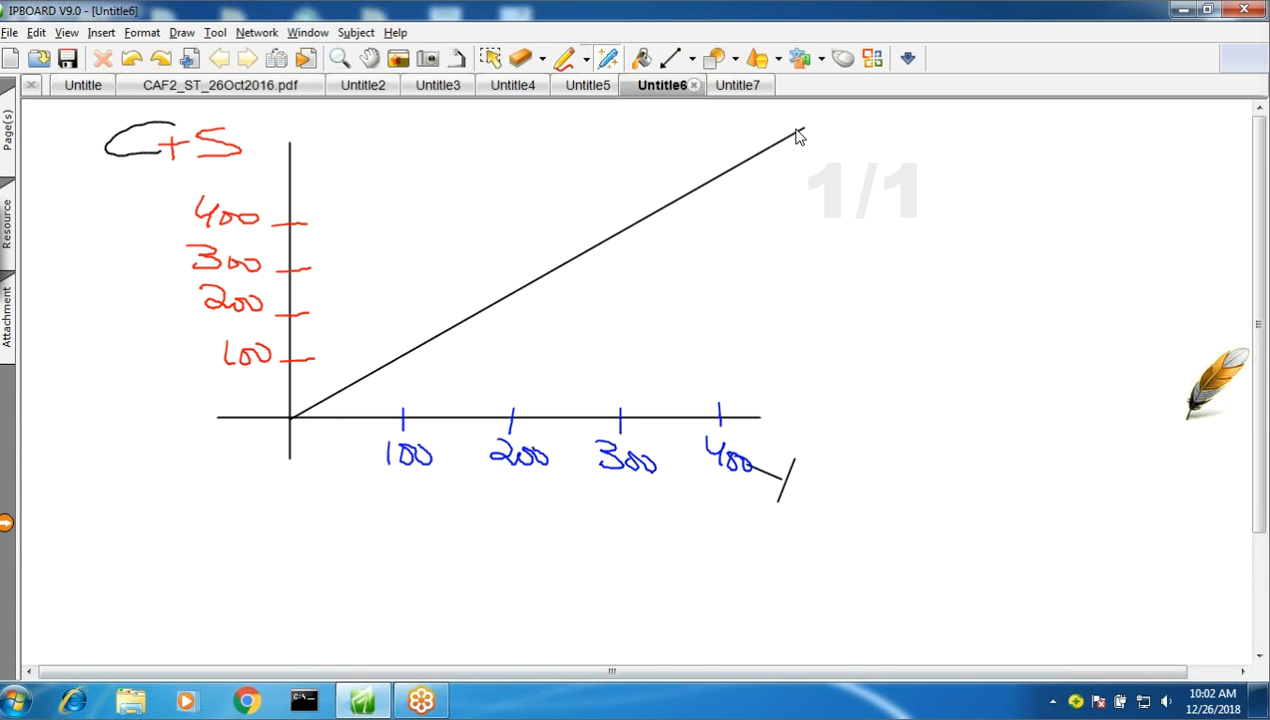 IPBOARD V9.0 - [Untitle6]
File Edit View Insert Format Draw Tool Network Window Subject Help
Untitle CAF2_ST_26Oct2016.pdf Untitle2 Untitle3 Untitle4 Untitle5 Untitle6 Untitle7
Page(s)
Resource
Attachment
C+S
1/1
400
300
200
100
100 200 300 400
Y
10:02 AM
12/26/2018